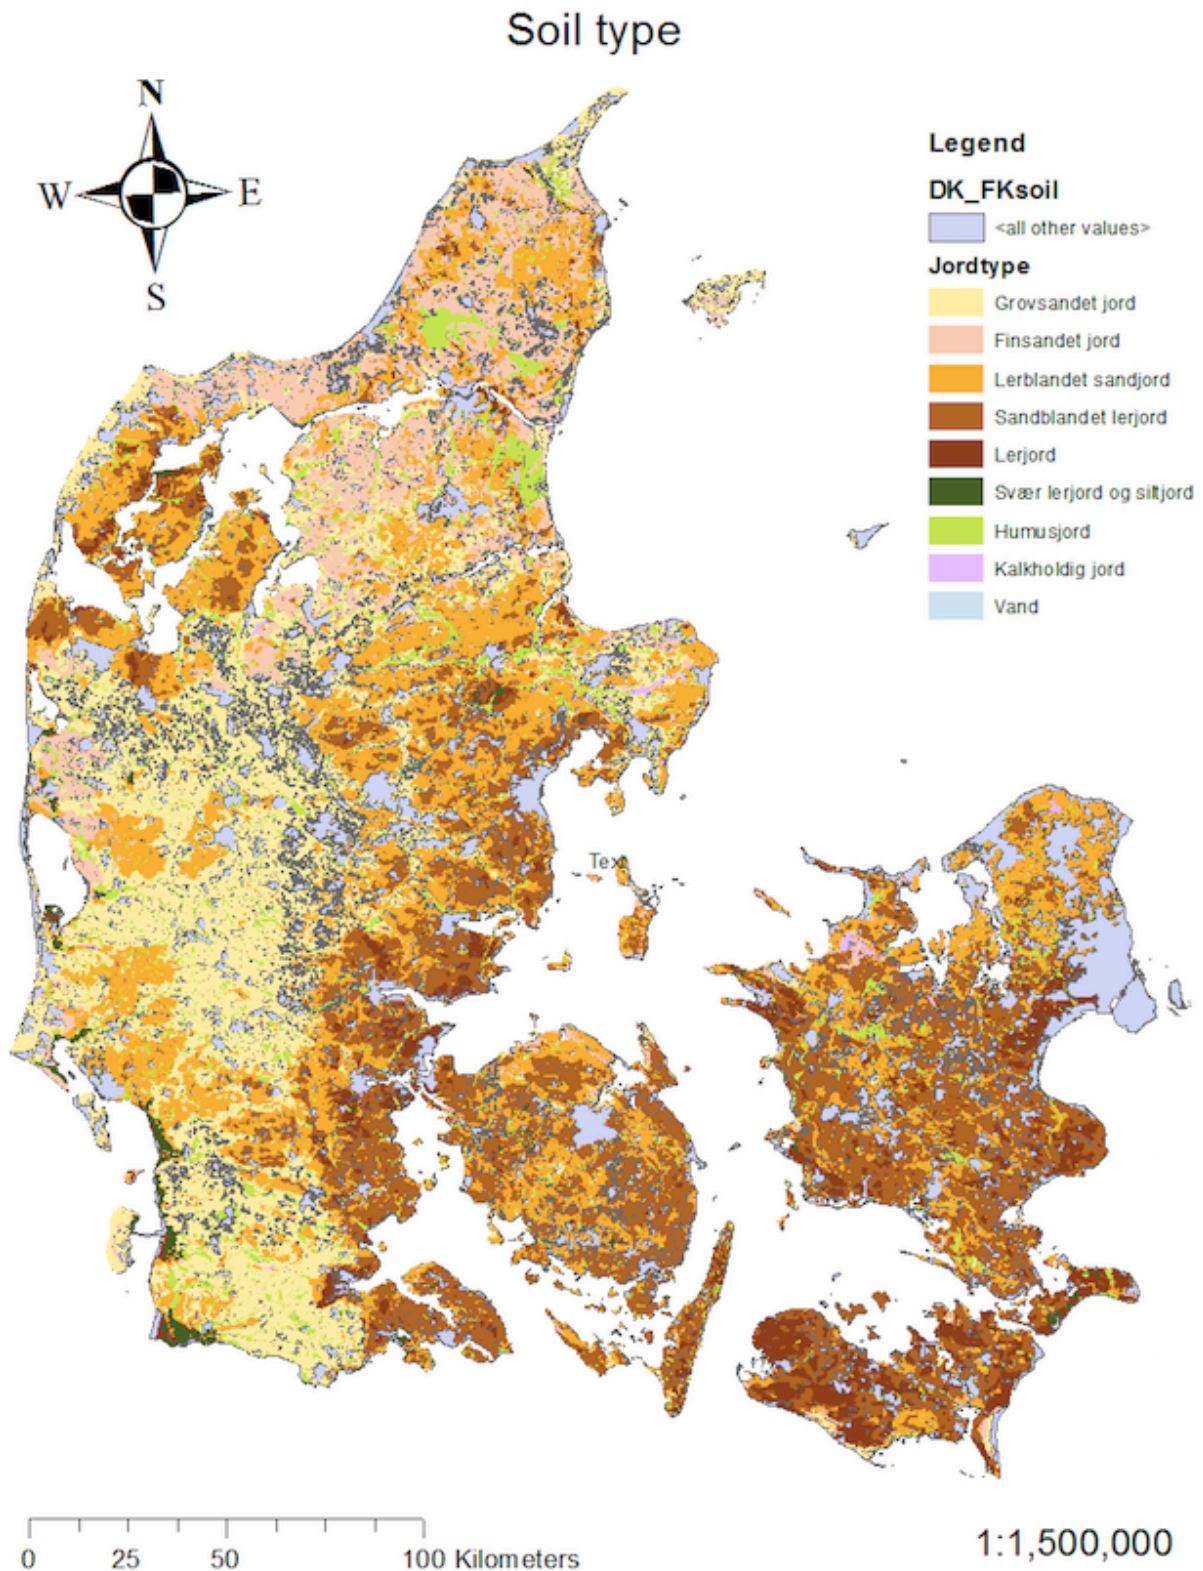 Soil type
N
W
E
S
Legend
DK_FKsoil
<all other values>
Jordtype
Grovsandet jord
Finsandet jord
Lerblandet sandjord
Sandblandet lerjord
Lerjord
Svær lerjord og siltjord
Humusjord
Kalkholdig jord
Vand
Text
0 25 50 100 Kilometers
1:1,500,000